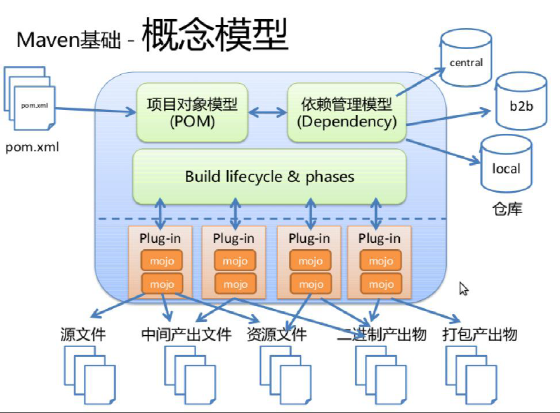 Maven基础 - 概念模型
central
b2b
local
仓库
pom.xml
pom.xml
项目对象模型
(POM)
依赖管理模型
(Dependency)
Build lifecycle & phases
Plug-in
mojo
mojo
Plug-in
mojo
mojo
Plug-in
mojo
mojo
Plug-in
mojo
mojo
源文件
中间产出文件
资源文件
二进制产出物
打包产出物